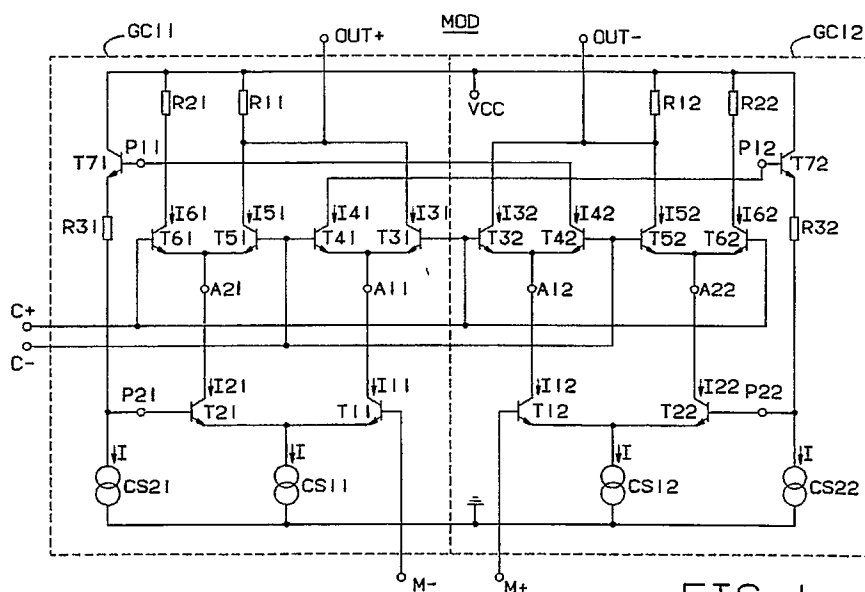 MOD
GC11 OUT+ OUT- GC12
R21 R11 VCC R12 R22
T71 P11 P12 T72
R31 I61 I51 I41 I31 I32 I42 I52 I62 R32
T61 T51 T41 T31 T32 T42 T52 T62
A21 A11 A12 A22
C+
C-
P21 I21 I11 I12 I22 P22
T21 T11 T12 T22
I I I I
CS21 CS11 CS12 CS22
M- M+